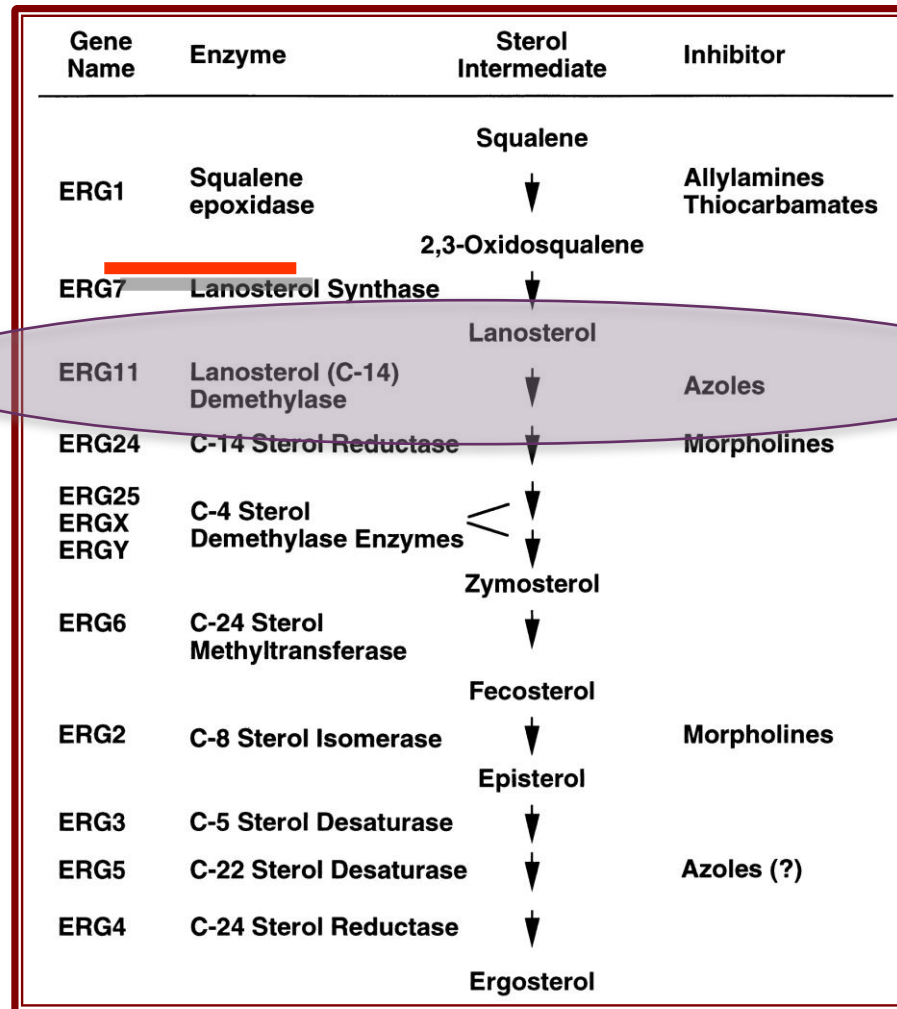 Gene Name
Enzyme
Sterol Intermediate
Inhibitor
Squalene
ERG1
Squalene epoxidase
Allylamines
Thiocarbamates
2,3-Oxidosqualene
ERG7
Lanosterol Synthase
Lanosterol
ERG11
Lanosterol (C-14) Demethylase
Azoles
ERG24
C-14 Sterol Reductase
Morpholines
ERG25
ERGX
ERGY
C-4 Sterol
Demethylase Enzymes
Zymosterol
ERG6
C-24 Sterol
Methyltransferase
Fecosterol
ERG2
C-8 Sterol Isomerase
Morpholines
Episterol
ERG3
C-5 Sterol Desaturase
ERG5
C-22 Sterol Desaturase
Azoles (?)
ERG4
C-24 Sterol Reductase
Ergosterol